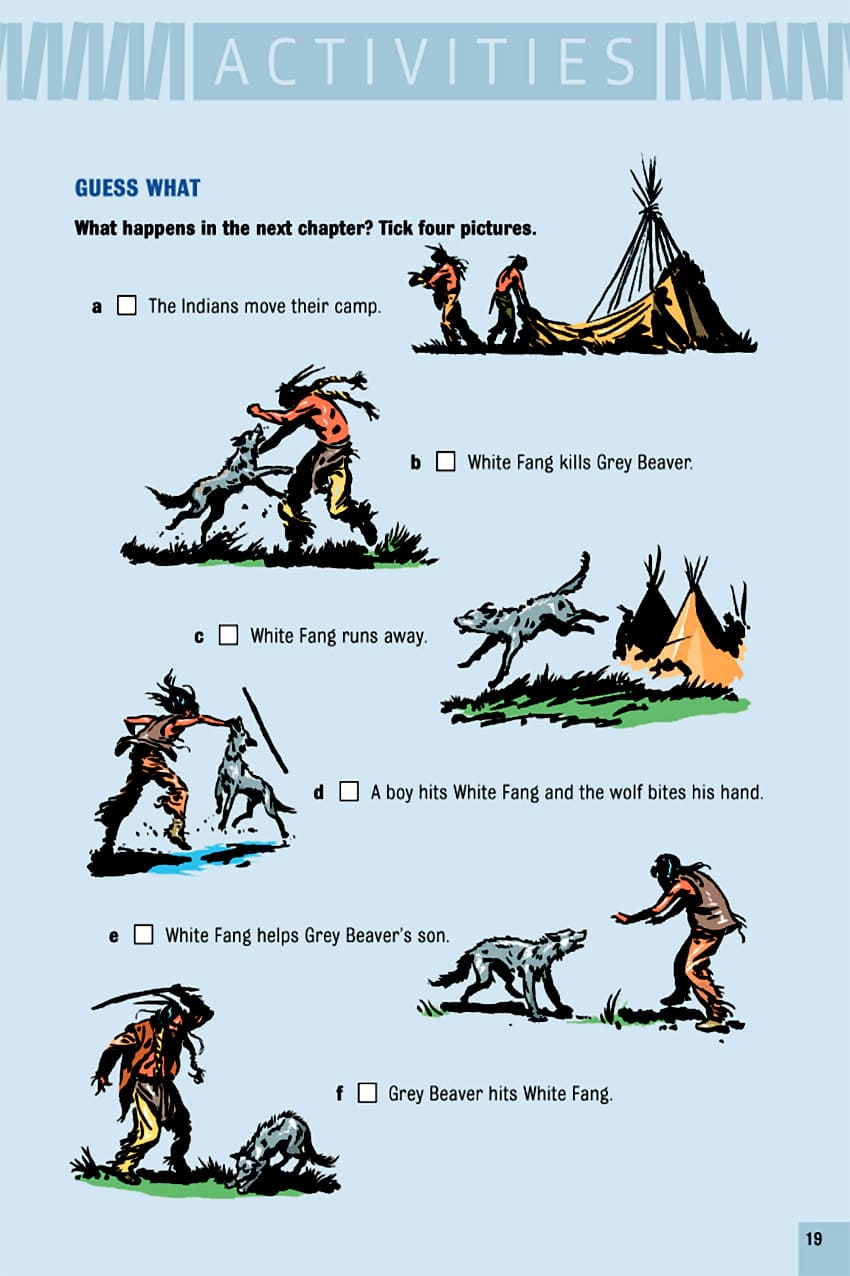 ACTIVITIES
GUESS WHAT
What happens in the next chapter? Tick four pictures.
a The Indians move their camp.
b White Fang kills Grey Beaver.
c White Fang runs away.
d A boy hits White Fang and the wolf bites his hand.
e White Fang helps Grey Beaver's son.
f Grey Beaver hits White Fang.
19